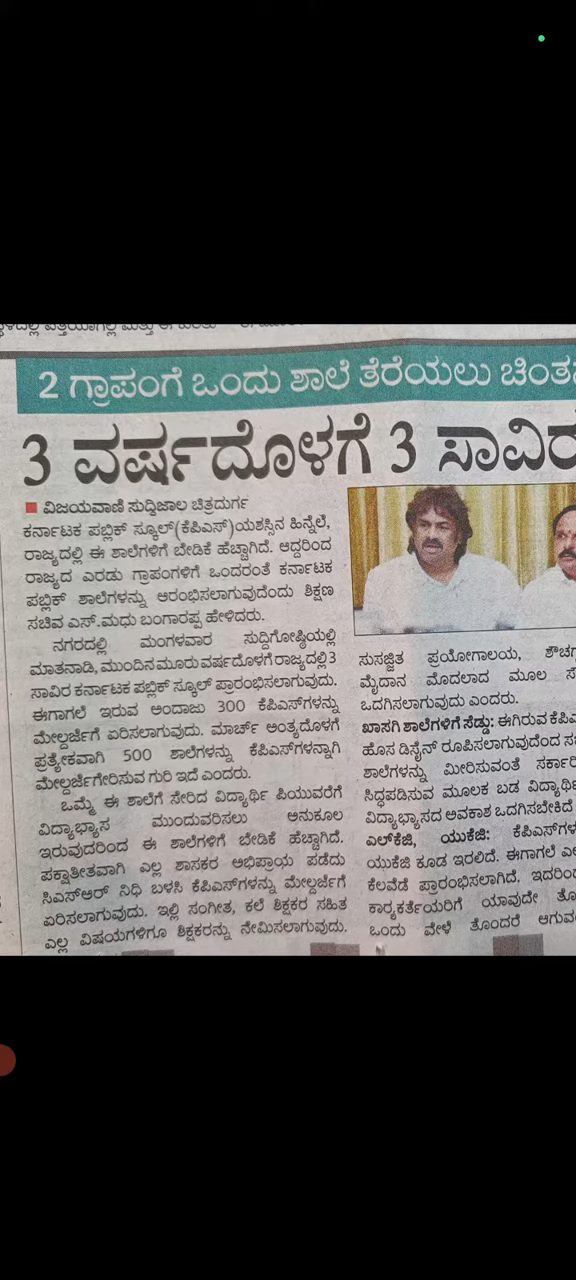 2 ಗ್ರಾಪಂಗೆ ಒಂದು ಶಾಲೆ ತೆರೆಯಲು
3 ವರ್ಷದೊಳಗೆ 3 ಸಾವಿರ
ವಿಜಯವಾಣಿ ಸುದ್ದಿಜಾಲ ಚಿತ್ರದುರ್ಗ
ಕರ್ನಾಟಕ ಪಬ್ಲಿಕ್ ಸ್ಕೂಲ್(ಕೆಪಿಎಸ್)ಯಶಸ್ಸಿನ ಹಿನ್ನೆಲೆ,
ರಾಜ್ಯದಲ್ಲಿ ಈ ಶಾಲೆಗಳಿಗೆ ಬೇಡಿಕೆ ಹೆಚ್ಚಾಗಿದೆ. ಆದ್ದರಿಂದ
ರಾಜ್ಯದ ಎರಡು ಗ್ರಾಪಂಗಳಿಗೆ ಒಂದರಂತೆ ಕರ್ನಾಟಕ
ಪಬ್ಲಿಕ್ ಶಾಲೆಗಳನ್ನು ಆರಂಭಿಸಲಾಗುವುದೆಂದು ಶಿಕ್ಷಣ
ಸಚಿವ ಎಸ್.ಮಧು ಬಂಗಾರಪ್ಪ ಹೇಳಿದರು.
ನಗರದಲ್ಲಿ ಮಂಗಳವಾರ ಸುದ್ದಿಗೋಷ್ಠಿಯಲ್ಲಿ
ಮಾತನಾಡಿ, ಮುಂದಿನ ಮೂರು ವರ್ಷದೊಳಗೆ ರಾಜ್ಯದಲ್ಲಿ 3
ಸಾವಿರ ಕರ್ನಾಟಕ ಪಬ್ಲಿಕ್ ಸ್ಕೂಲ್ ಪ್ರಾರಂಭಿಸಲಾಗುವುದು.
ಈಗಾಗಲೆ ಇರುವ ಅಂದಾಜು 300 ಕೆಪಿಎಸ್‌ಗಳನ್ನು
ಮೇಲ್ದರ್ಜೆಗೆ ಏರಿಸಲಾಗುವುದು. ಮಾರ್ಚ್ ಅಂತ್ಯದೊಳಗೆ
ಪ್ರತ್ಯೇಕವಾಗಿ 500 ಶಾಲೆಗಳನ್ನು ಕೆಪಿಎಸ್‌ಗಳನ್ನಾಗಿ
ಮೇಲ್ದರ್ಜೆಗೇರಿಸುವ ಗುರಿ ಇದೆ ಎಂದರು.
ಒಮ್ಮೆ ಈ ಶಾಲೆಗೆ ಸೇರಿದ ವಿದ್ಯಾರ್ಥಿ ಪಿಯುವರೆಗೆ
ವಿದ್ಯಾಭ್ಯಾಸ ಮುಂದುವರಿಸಲು ಅನುಕೂಲ
ಇರುವುದರಿಂದ ಈ ಶಾಲೆಗಳಿಗೆ ಬೇಡಿಕೆ ಹೆಚ್ಚಾಗಿದೆ.
ಪಕ್ಷಾತೀತವಾಗಿ ಎಲ್ಲ ಶಾಸಕರ ಅಭಿಪ್ರಾಯ ಪಡೆದು
ಸಿಎಸ್‌ಆರ್ ನಿಧಿ ಬಳಸಿ ಕೆಪಿಎಸ್‌ಗಳನ್ನು ಮೇಲ್ದರ್ಜೆಗೆ
ಏರಿಸಲಾಗುವುದು. ಇಲ್ಲಿ ಸಂಗೀತ, ಕಲೆ ಶಿಕ್ಷಕರ ಸಹಿತ
ಎಲ್ಲ ವಿಷಯಗಳಿಗೂ ಶಿಕ್ಷಕರನ್ನು ನೇಮಿಸಲಾಗುವುದು.
ಸುಸಜ್ಜಿತ ಪ್ರಯೋಗಾಲಯ,
ಮೈದಾನ ಮೊದಲಾದ ಮೂಲ
ಒದಗಿಸಲಾಗುವುದು ಎಂದರು.
ಖಾಸಗಿ ಶಾಲೆಗಳಿಗೆ ಸೆಡ್ಡು: ಈಗಿರುವ
ಹೊಸ ಡಿಸೈನ್ ರೂಪಿಸಲಾಗುವುದೆಂದ
ಶಾಲೆಗಳನ್ನು ಮೀರಿಸುವಂತೆ
ಸಿದ್ಧಪಡಿಸುವ ಮೂಲಕ ಬಡ
ವಿದ್ಯಾಭ್ಯಾಸದ ಅವಕಾಶ ಒದಗಿಸಬೇಕಿದೆ
ಎಲ್‌ಕೆಜಿ, ಯುಕೆಜಿ:
ಯುಕೆಜಿ ಕೂಡ ಇರಲಿದೆ. ಈಗಾಗಲೆ
ಕೆಲವೆಡೆ ಪ್ರಾರಂಭಿಸಲಾಗಿದೆ.
ಕಾರ್‍ಯಕರ್ತೆಯರಿಗೆ ಯಾವುದೇ
ಒಂದು ವೇಳೆ ತೊಂದರೆ